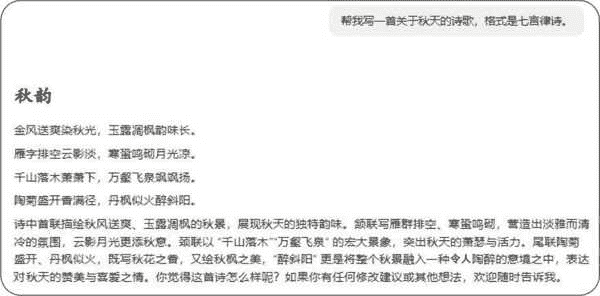 帮我写一首关于秋天的诗歌，格式是七言律诗。
秋韵
金风送爽染秋光，玉露凋枫韵味长。
雁字排空云影淡，寒蛩鸣砌月光凉。
千山落木萧萧下，万壑飞泉飒飒扬。
陶菊盛开香满径，丹枫似火醉斜阳。
诗中首联描绘秋风送爽、玉露凋枫的秋景，展现秋天的独特韵味。颔联写雁群排空、寒蛩鸣砌，营造出淡雅而清
冷的氛围，云影月光更添秋意。颈联以“千山落木”“万壑飞泉”的宏大景象，突出秋天的萧瑟与活力。尾联陶菊
盛开、丹枫似火，既写秋花之香，又绘秋枫之美，“醉斜阳”更是将整个秋景融入一种令人陶醉的意境之中，表达
对秋天的赞美与喜爱之情。你觉得这首诗怎么样呢？如果你有任何修改建议或其他想法，欢迎随时告诉我。